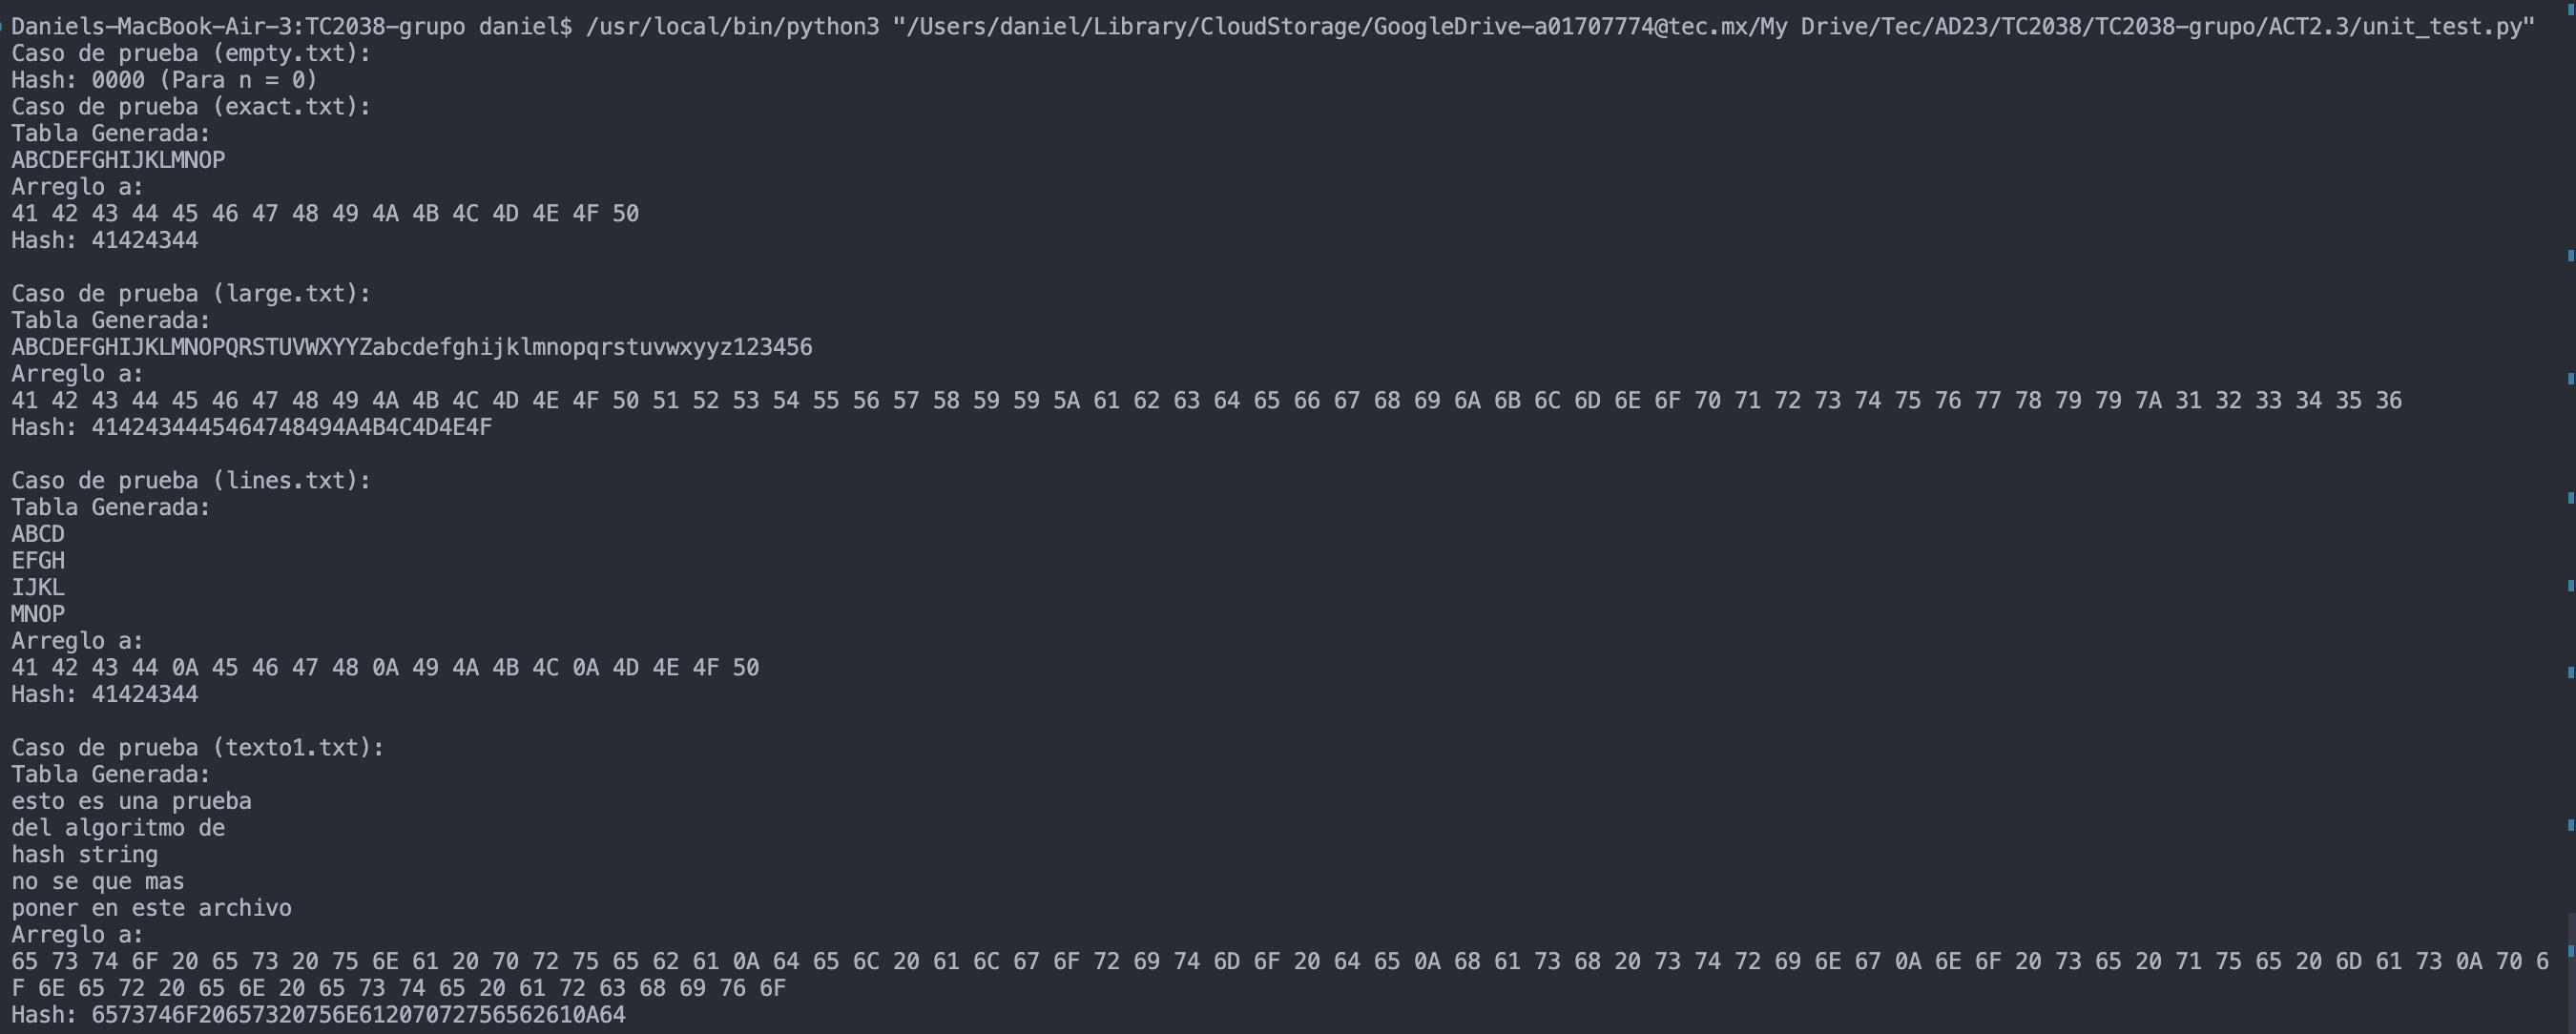 Daniels-MacBook-Air-3:TC2038-grupo daniel$ /usr/local/bin/python3 "/Users/daniel/Library/CloudStorage/GoogleDrive-a01707774@tec.mx/My Drive/Tec/AD23/TC2038/TC2038-grupo/ACT2.3/unit_test.py"
Caso de prueba (empty.txt):
Hash: 0000 (Para n = 0)
Caso de prueba (exact.txt):
Tabla Generada:
ABCDEFGHIJKLMNOP
Arreglo a:
41 42 43 44 45 46 47 48 49 4A 4B 4C 4D 4E 4F 50
Hash: 41424344

Caso de prueba (large.txt):
Tabla Generada:
ABCDEFGHIJKLMNOPQRSTUVWXYYZabcdefghijklmnopqrstuvwxyyz123456
Arreglo a:
41 42 43 44 45 46 47 48 49 4A 4B 4C 4D 4E 4F 50 51 52 53 54 55 56 57 58 59 59 5A 61 62 63 64 65 66 67 68 69 6A 6B 6C 6D 6E 6F 70 71 72 73 74 75 76 77 78 79 79 7A 31 32 33 34 35 36
Hash: 4142434445464748494A4B4C4D4E4F

Caso de prueba (lines.txt):
Tabla Generada:
ABCD
EFGH
IJKL
MNOP
Arreglo a:
41 42 43 44 0A 45 46 47 48 0A 49 4A 4B 4C 0A 4D 4E 4F 50
Hash: 41424344

Caso de prueba (texto1.txt):
Tabla Generada:
esto es una prueba
del algoritmo de
hash string
no se que mas
poner en este archivo
Arreglo a:
65 73 74 6F 20 65 73 20 75 6E 61 20 70 72 75 65 62 61 0A 64 65 6C 20 61 6C 67 6F 72 69 74 6D 6F 20 64 65 0A 68 61 73 68 20 73 74 72 69 6E 67 0A 6E 6F 20 73 65 20 71 75 65 20 6D 61 73 0A 70 6
F 6E 65 72 20 65 6E 20 65 73 74 65 20 61 72 63 68 69 76 6F
Hash: 6573746F20657320756E61207072756562610A64